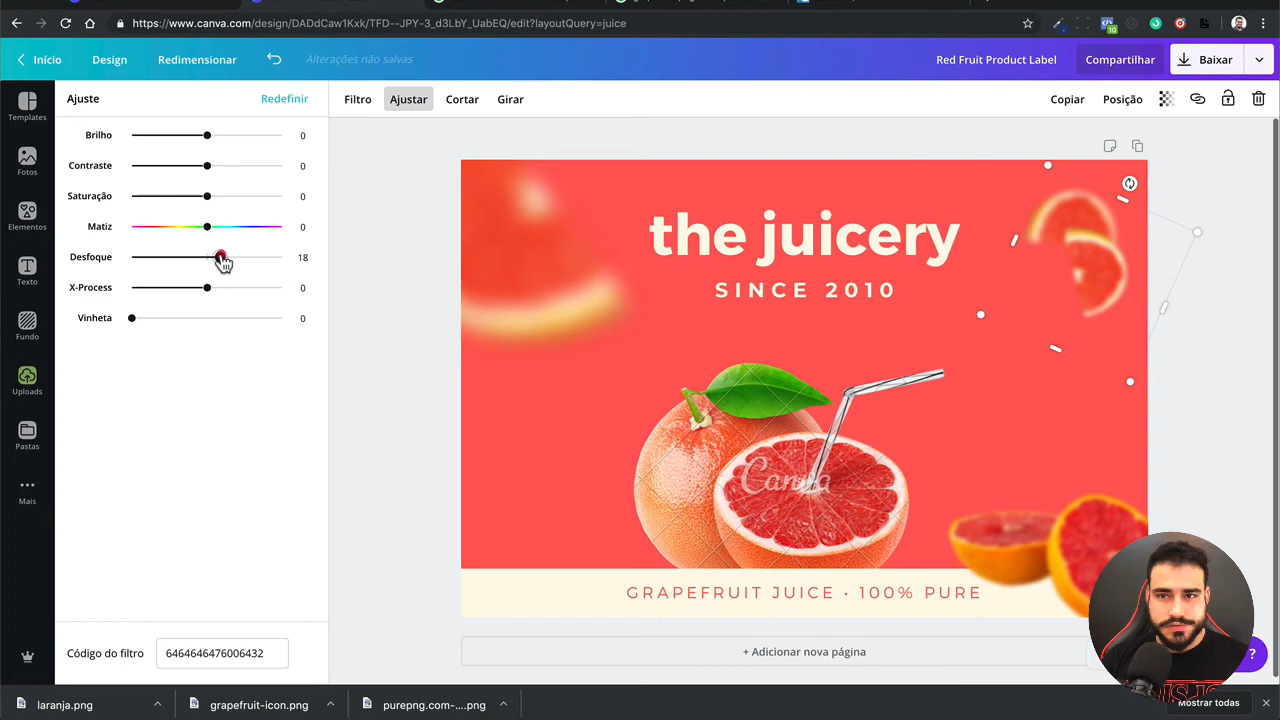 https://www.canva.com/design/DADdCaw1Kxk/TFD--JPY-3_d3LbY_UabEQ/edit?layoutQuery=juice
10
Início
Design
Redimensionar
Alterações não salvas
Red Fruit Product Label
Compartilhar
Baixar
Templates
Fotos
Elementos
Texto
Fundo
Uploads
Pastas
Mais
Ajuste
Redefinir
Filtro
Ajustar
Cortar
Girar
Copiar
Posição
Brilho 0
Contraste 0
Saturação 0
Matiz 0
Desfoque 18
X-Process 0
Vinheta 0
the juicery
SINCE 2010
Canva
GRAPEFRUIT JUICE • 100% PURE
+ Adicionar nova página
?
Código do filtro
6464646476006432
laranja.png
grapefruit-icon.png
purepng.com-....png
Mostrar todas